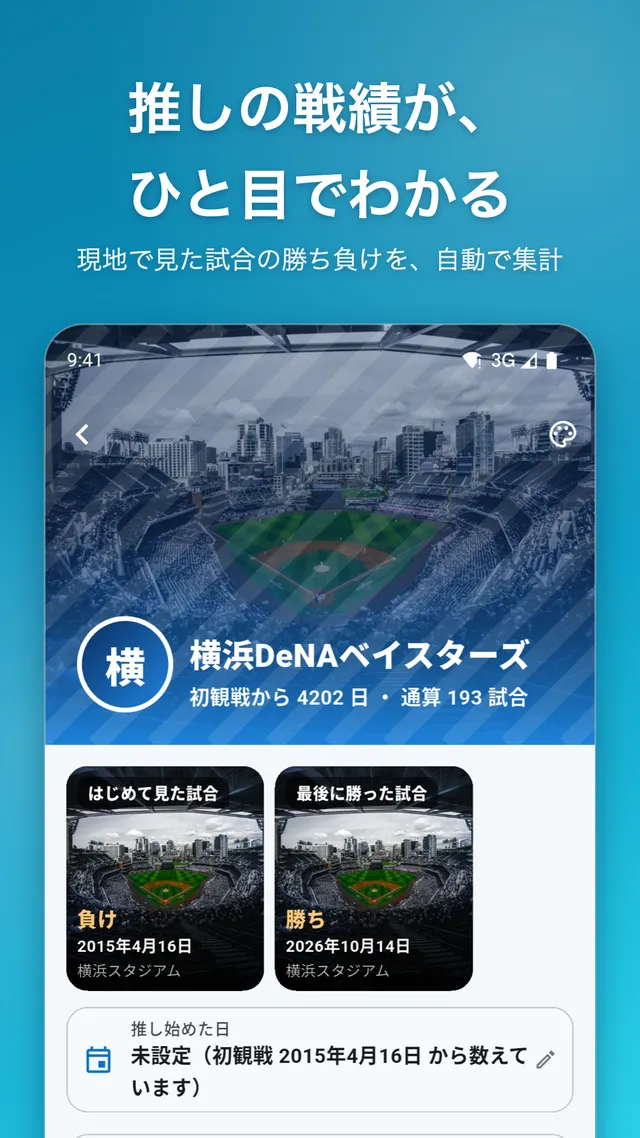 推しの戦績が、
ひと目でわかる
現地で見た試合の勝ち負けを、自動で集計
9:41
3G
横
横浜DeNAベイスターズ
初観戦から 4202 日 ・ 通算 193 試合
はじめて見た試合
負け
2015年4月16日
横浜スタジアム
最後に勝った試合
勝ち
2026年10月14日
横浜スタジアム
推し始めた日
未設定（初観戦 2015年4月16日 から数えて
います）